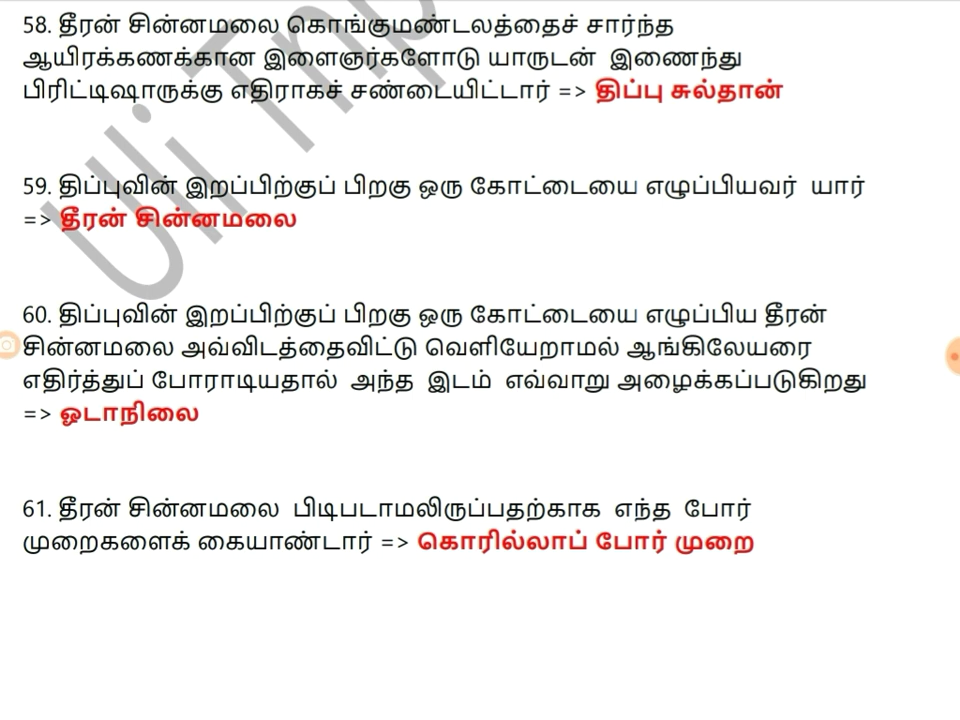 58. தீரன் சின்னமலை கொங்குமண்டலத்தைச் சார்ந்த
ஆயிரக்கணக்கான இளைஞர்களோடு யாருடன் இணைந்து
பிரிட்டிஷாருக்கு எதிராகச் சண்டையிட்டார் => திப்பு சுல்தான்
59. திப்புவின் இறப்பிற்குப் பிறகு ஒரு கோட்டையை எழுப்பியவர் யார்
=> தீரன் சின்னமலை
60. திப்புவின் இறப்பிற்குப் பிறகு ஒரு கோட்டையை எழுப்பிய தீரன்
சின்னமலை அவ்விடத்தைவிட்டு வெளியேறாமல் ஆங்கிலேயரை
எதிர்த்துப் போராடியதால் அந்த இடம் எவ்வாறு அழைக்கப்படுகிறது
=> ஓடாநிலை
61. தீரன் சின்னமலை பிடிபடாமலிருப்பதற்காக எந்த போர்
முறைகளைக் கையாண்டார் => கொரில்லாப் போர் முறை
Uli Tnp